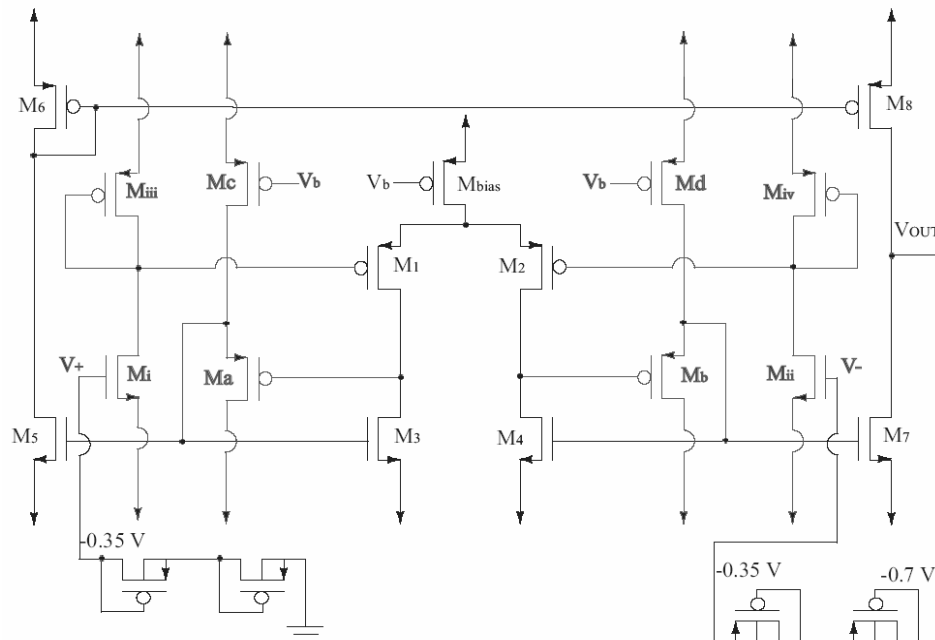 M6
M8
Miii
Mc
Vb
Vb
Mbias
Vb
Md
Miv
VOUT
M1
M2
V+
Mi
Ma
Mb
Mii
V-
M5
M3
M4
M7
-0.35 V
-0.35 V
-0.7 V